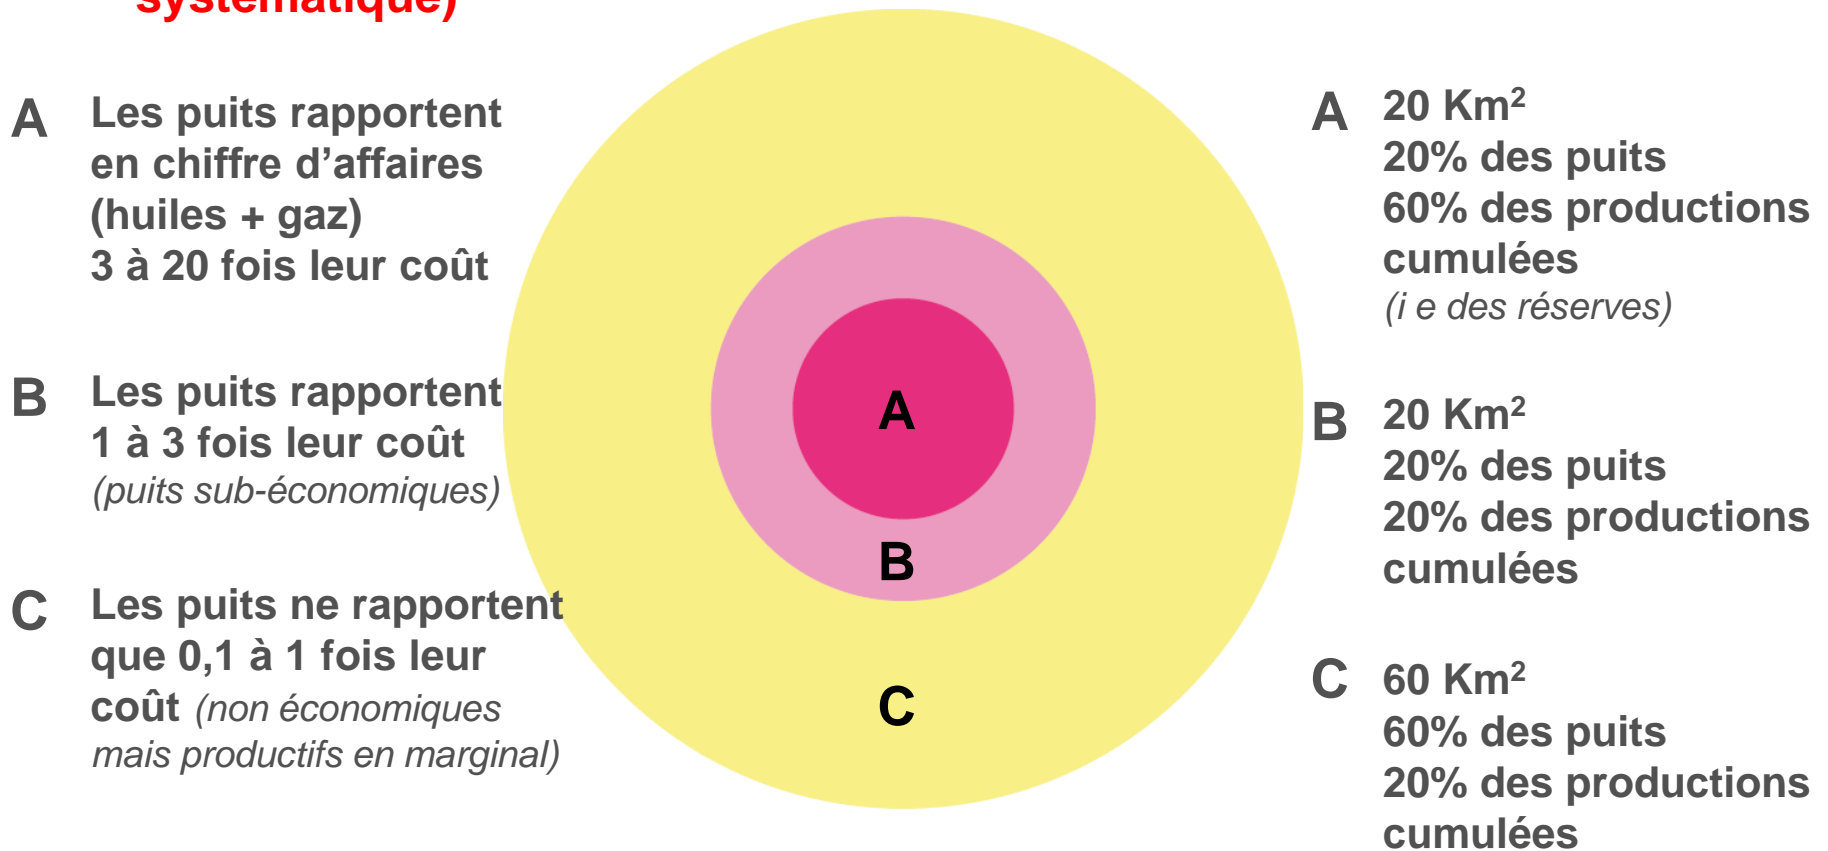 systématique)
A Les puits rapportent
en chiffre d’affaires
(huiles + gaz)
3 à 20 fois leur coût
B Les puits rapportent
1 à 3 fois leur coût
(puits sub-économiques)
C Les puits ne rapportent
que 0,1 à 1 fois leur
coût (non économiques
mais productifs en marginal)
A
B
C
A 20 Km²
20% des puits
60% des productions
cumulées
(i e des réserves)
B 20 Km²
20% des puits
20% des productions
cumulées
C 60 Km²
60% des puits
20% des productions
cumulées